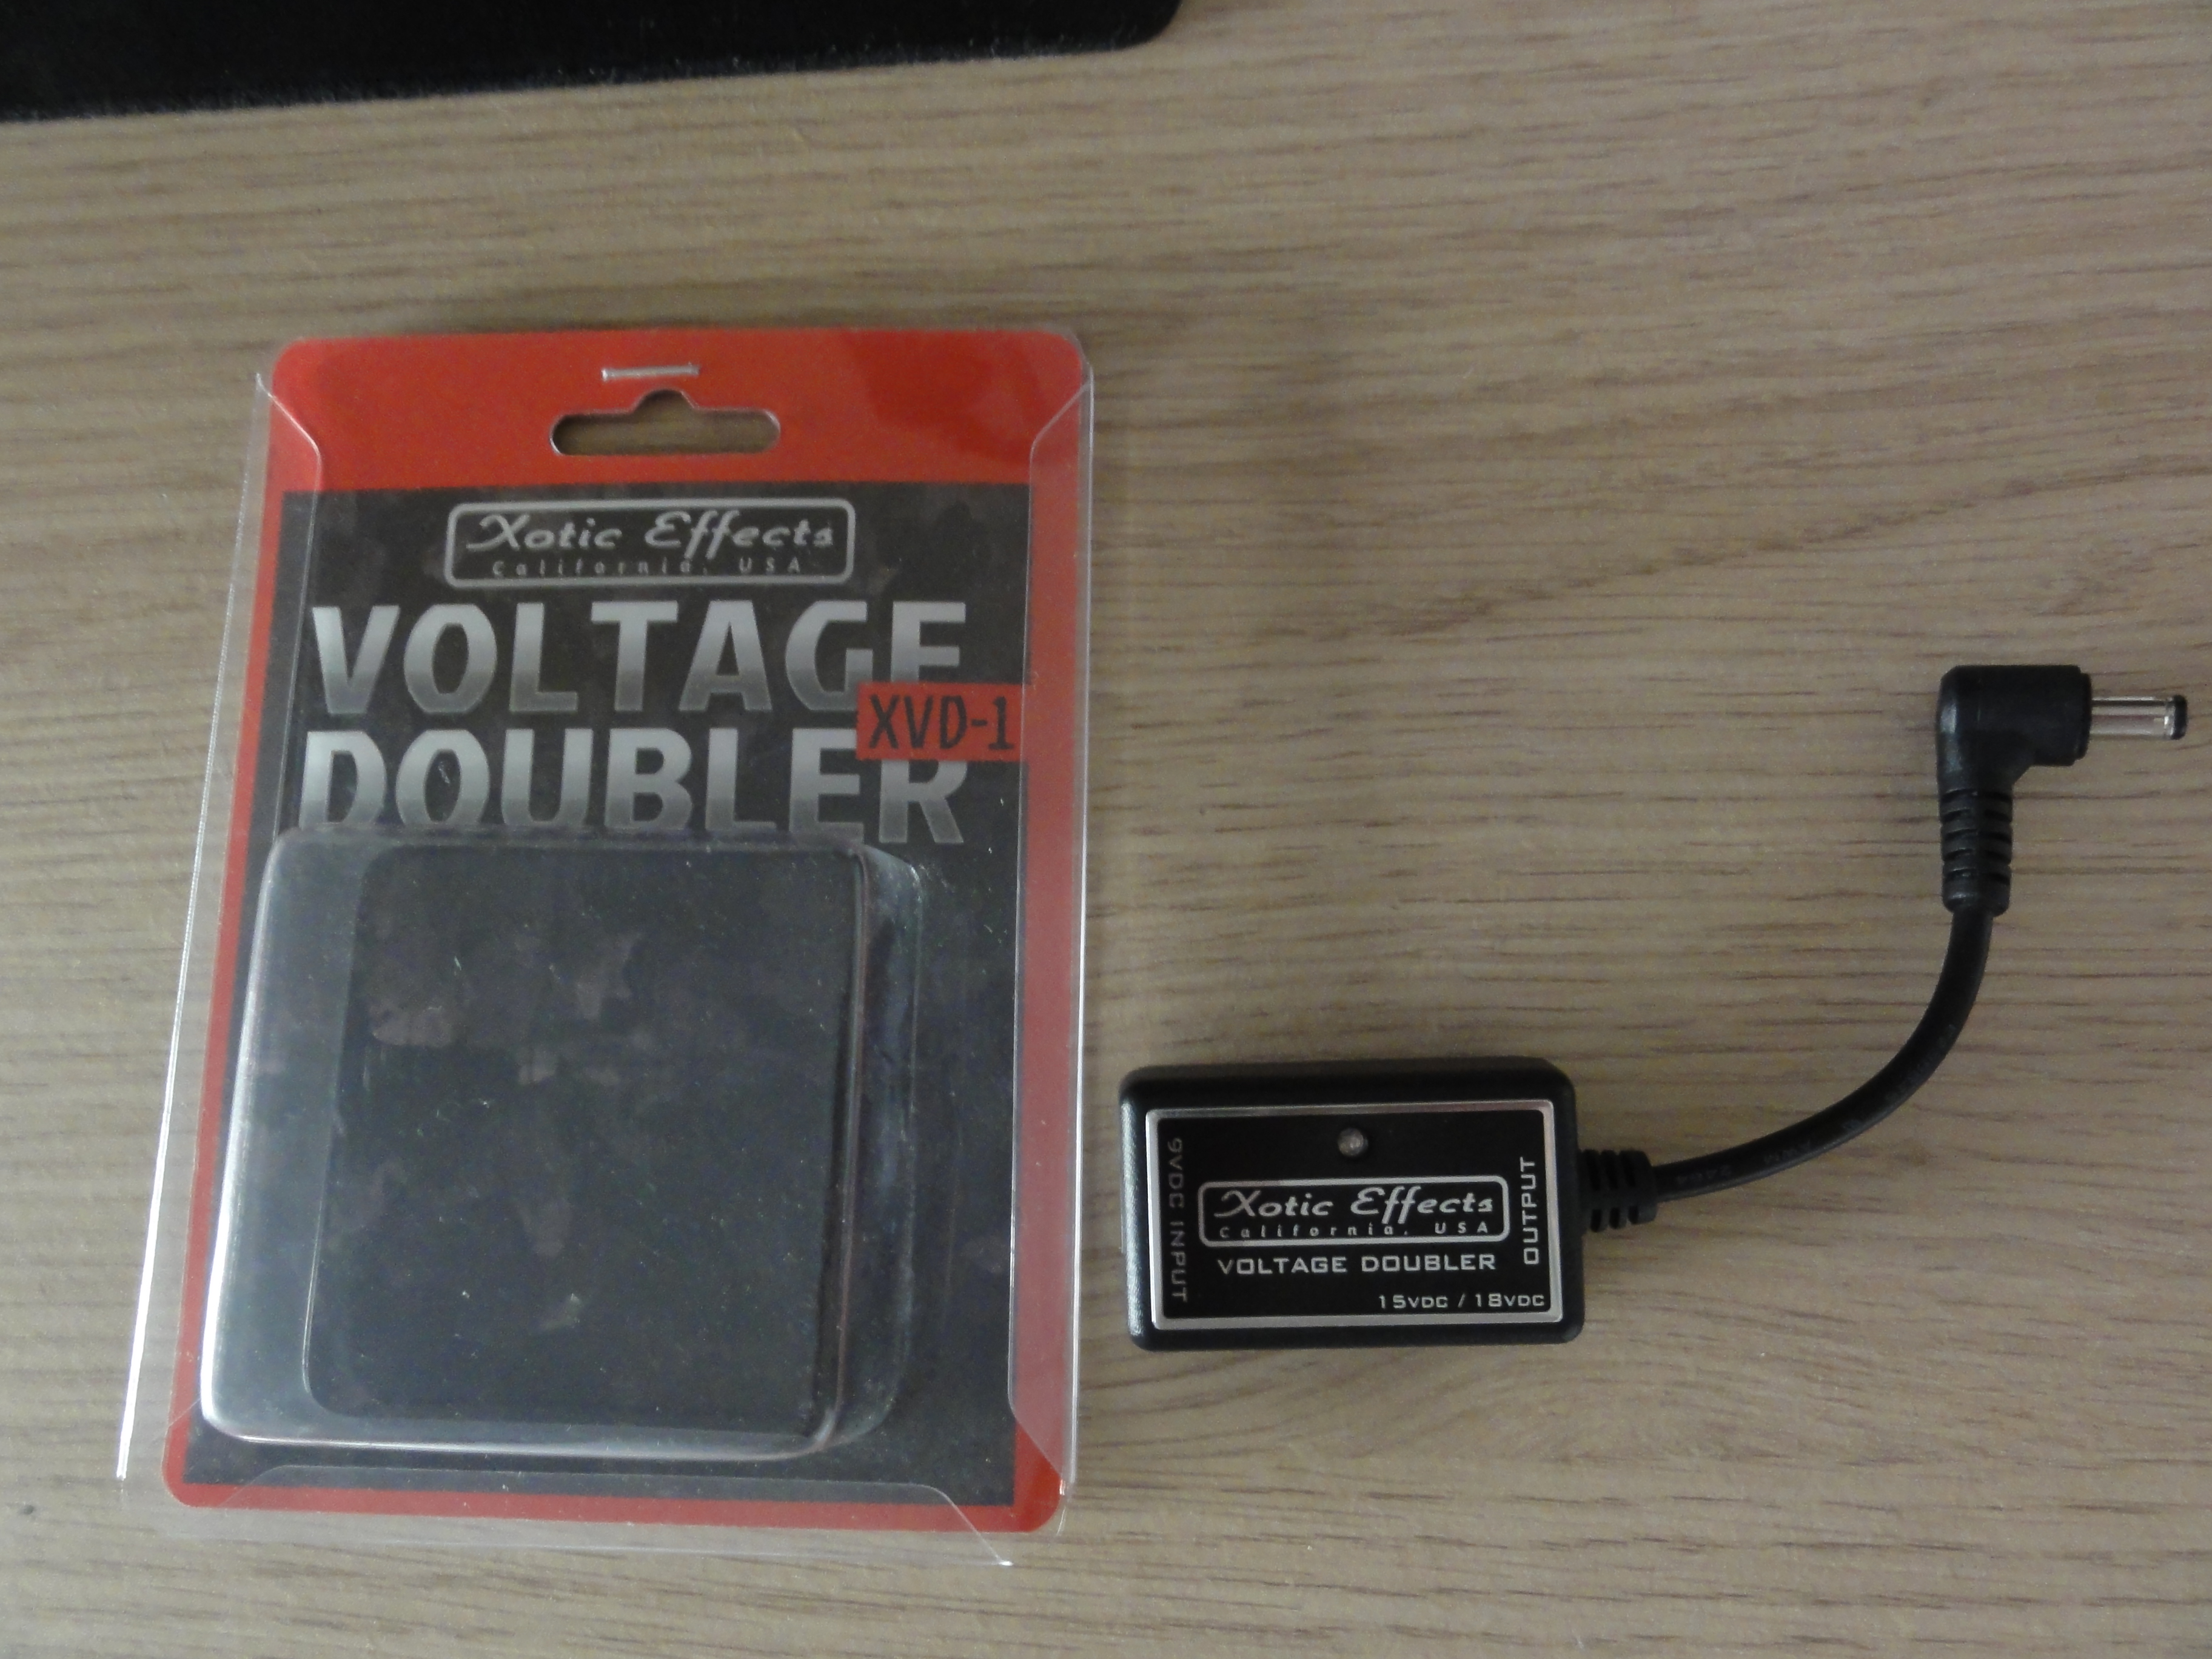 Xotic Effects
California, USA
VOLTAGE
XVD-1
DOUBLER
9VDC INPUT
Xotic Effects
California, USA
VOLTAGE DOUBLER
15VDC / 18VDC
OUTPUT